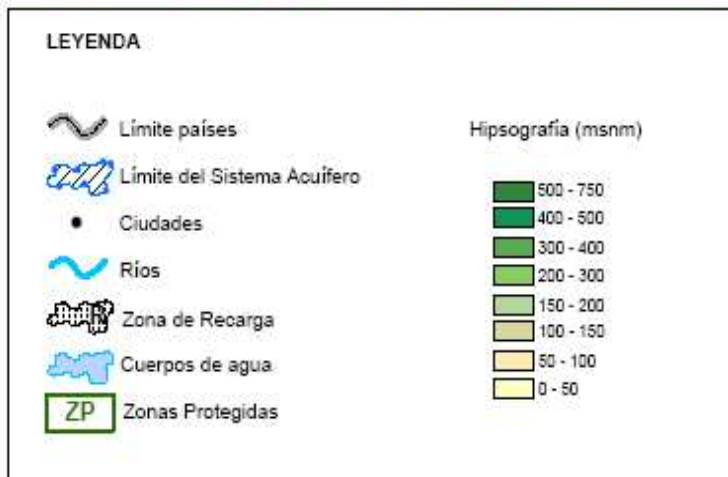 LEYENDA
Límite países
Límite del Sistema Acuífero
Ciudades
Ríos
Zona de Recarga
Cuerpos de agua
ZP Zonas Protegidas
Hipsografía (msnm)
500 - 750
400 - 500
300 - 400
200 - 300
150 - 200
100 - 150
50 - 100
0 - 50